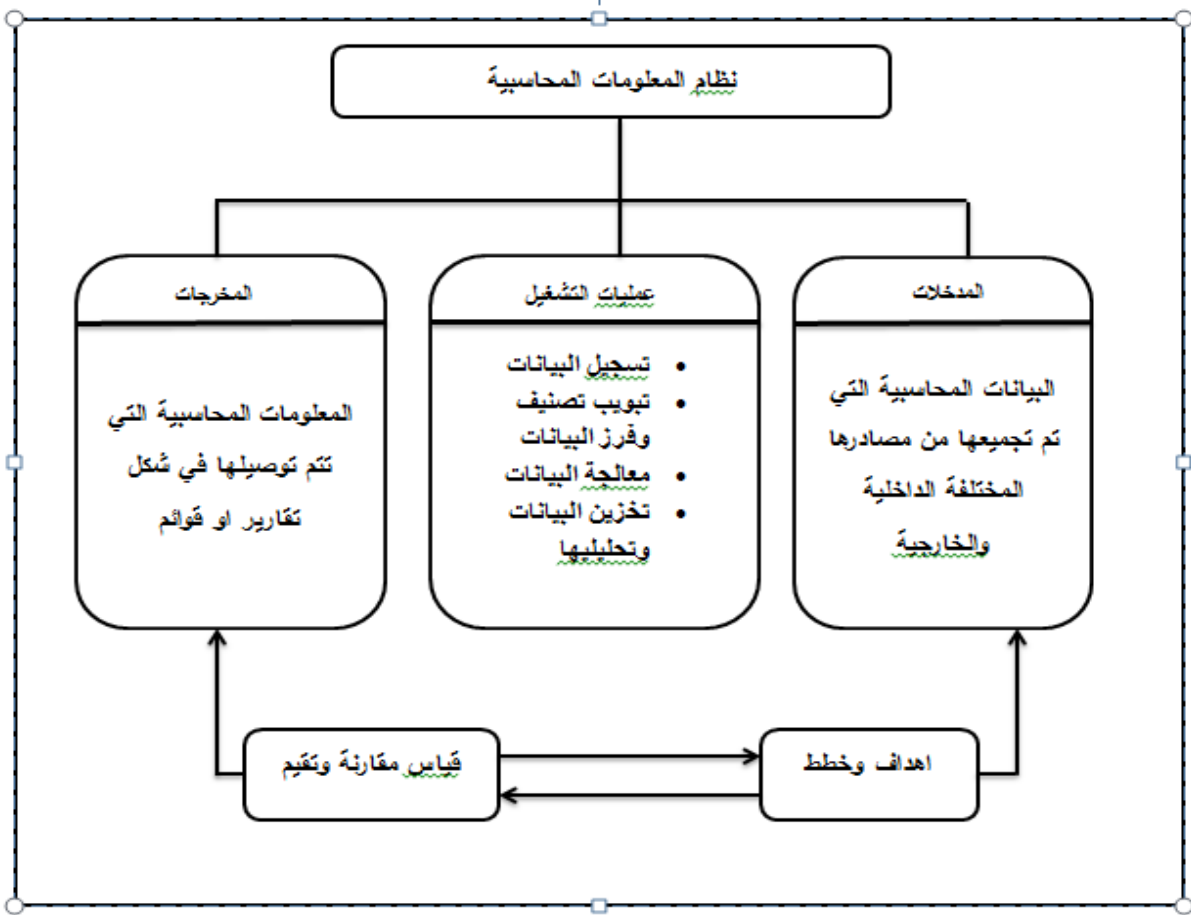 نظام المعلومات المحاسبية
المدخلات
البيانات المحاسبية التي
تم تجميعها من مصادرها
المختلفة الداخلية
والخارجية
عمليات التشغيل
• تسجيل البيانات
• تبويب تصنيف
وفرز البيانات
• معالجة البيانات
• تخزين البيانات
وتحليليها
المخرجات
المعلومات المحاسبية التي
تتم توصيلها في شكل
تقارير او قوائم
اهداف وخطط
قياس مقارنة وتقيم